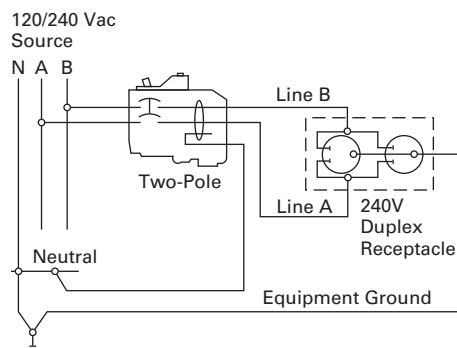 120/240 Vac
Source
N A B
Line B
Two-Pole
Line A
240V
Duplex
Receptacle
Neutral
Equipment Ground